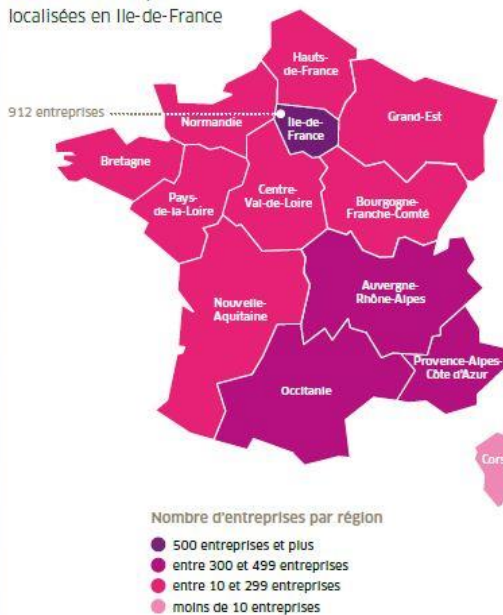 localisées en Ile-de-France
Hauts-
de-France
912 entreprises
Normandie
Ile-de-
France
Grand-Est
Bretagne
Pays-
de-la-Loire
Centre-
Val-de-Loire
Bourgogne-
Franche-Comté
Auvergne-
Rhône-Alpes
Nouvelle-
Aquitaine
Provence-Alpes-
Côte d'Azur
Occitanie
Cors
Nombre d'entreprises par région
500 entreprises et plus
entre 300 et 499 entreprises
entre 10 et 299 entreprises
moins de 10 entreprises